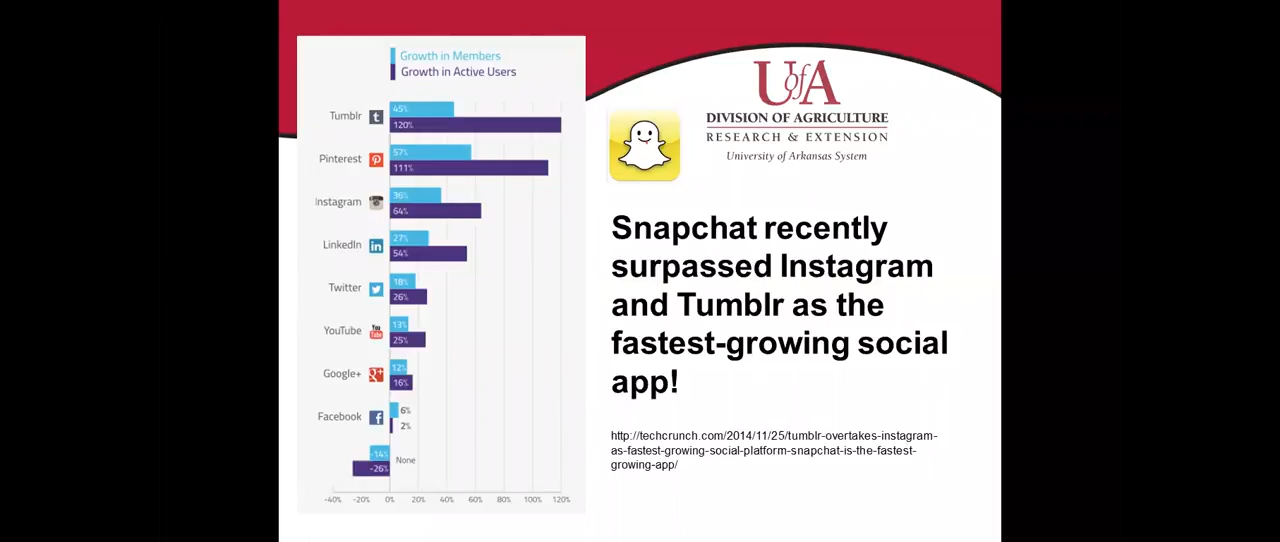 Growth in Members
Growth in Active Users
Tumblr
45%
120%
Pinterest
57%
111%
Instagram
36%
64%
LinkedIn
27%
54%
Twitter
18%
26%
YouTube
13%
25%
Google+
12%
16%
Facebook
6%
2%
-14%
-26%
None
-40% -20% 0% 20% 40% 60% 80% 100% 120%
UofA
DIVISION OF AGRICULTURE
RESEARCH & EXTENSION
University of Arkansas System
Snapchat recently
surpassed Instagram
and Tumblr as the
fastest-growing social
app!
http://techcrunch.com/2014/11/25/tumblr-overtakes-instagram-
as-fastest-growing-social-platform-snapchat-is-the-fastest-
growing-app/